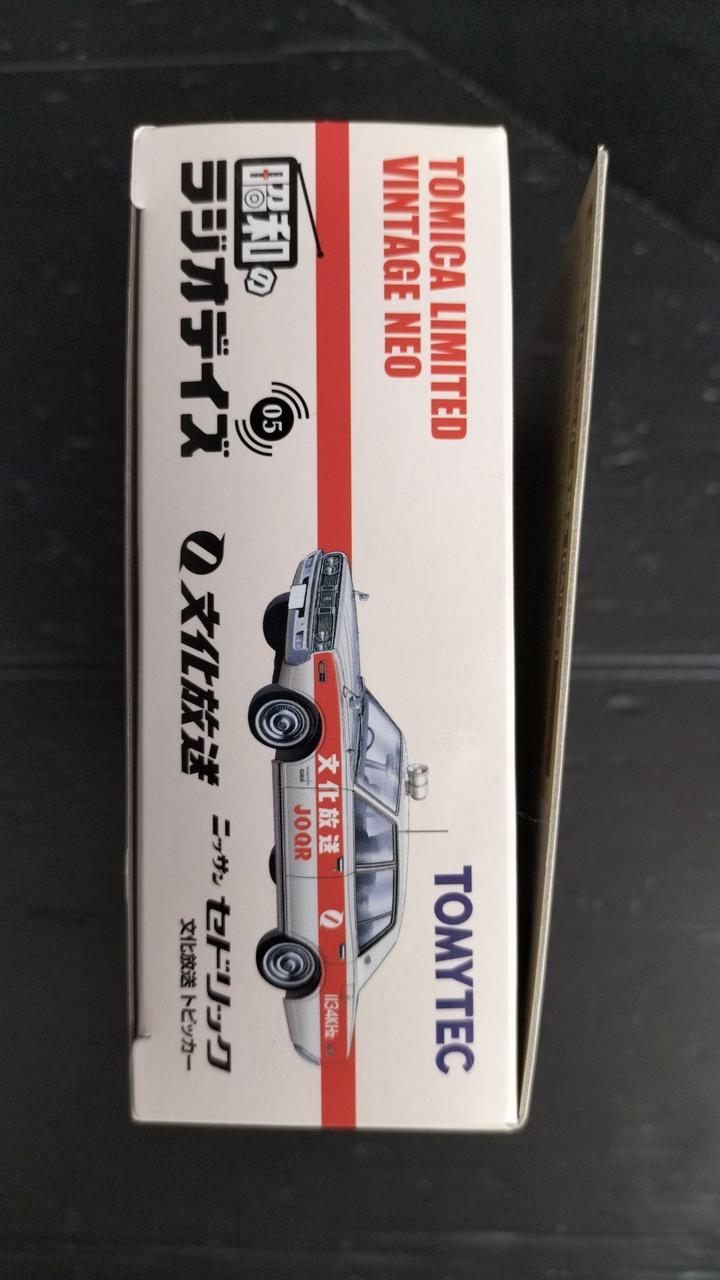 TOMICA LIMITED
VINTAGE NEO
TOMYTEC
文化放送
JOQR
1134KHz
昭和の
ラジオデイズ
05
文化放送
ニッサン セドリック
文化放送 トピッカー